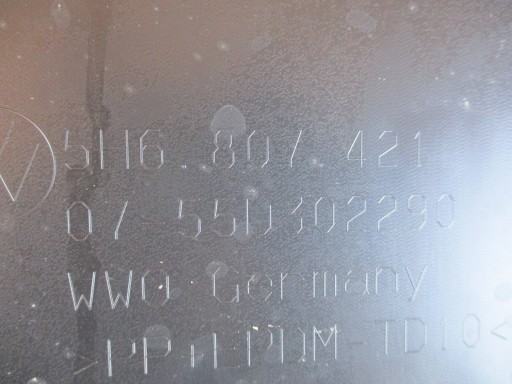 5H6.807.421
07-55D302290
WWO Germany
>PP+EPDM-TD10<